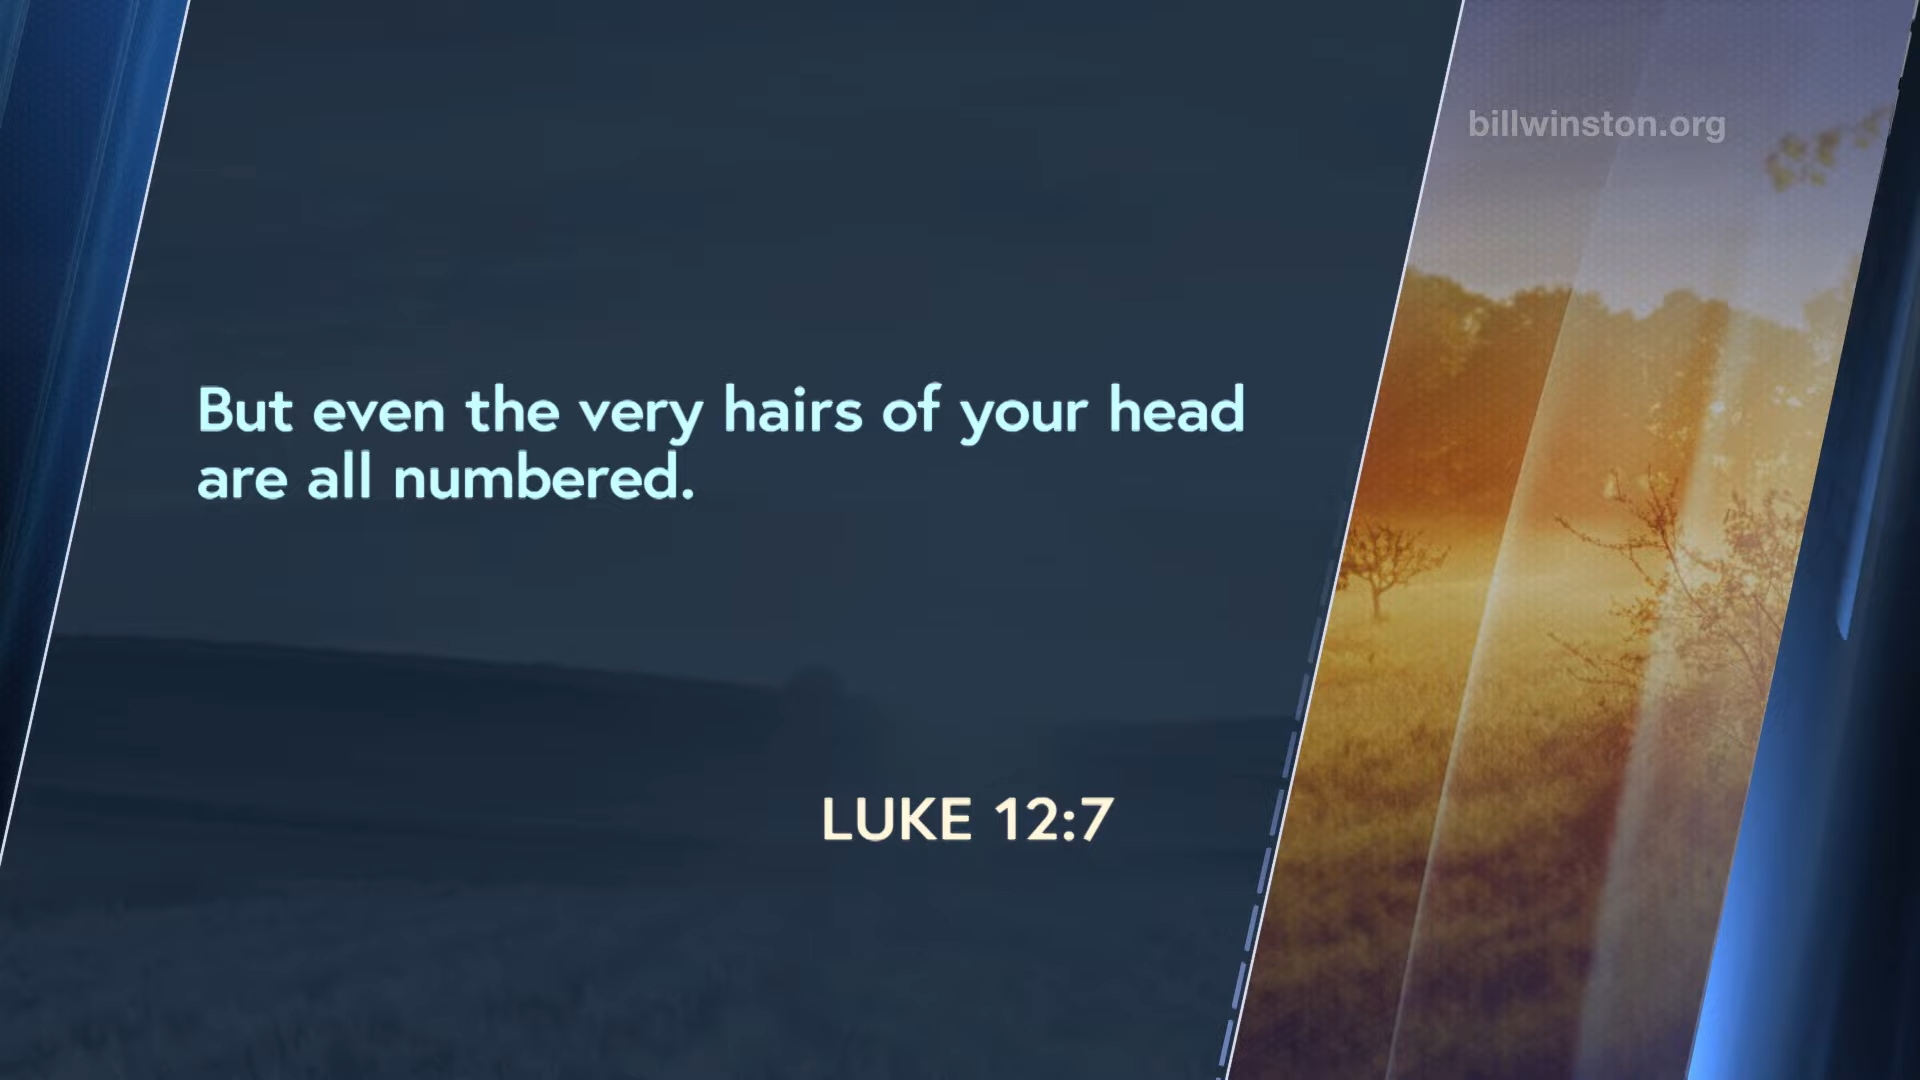 billwinston.org
But even the very hairs of your head
are all numbered.
LUKE 12:7